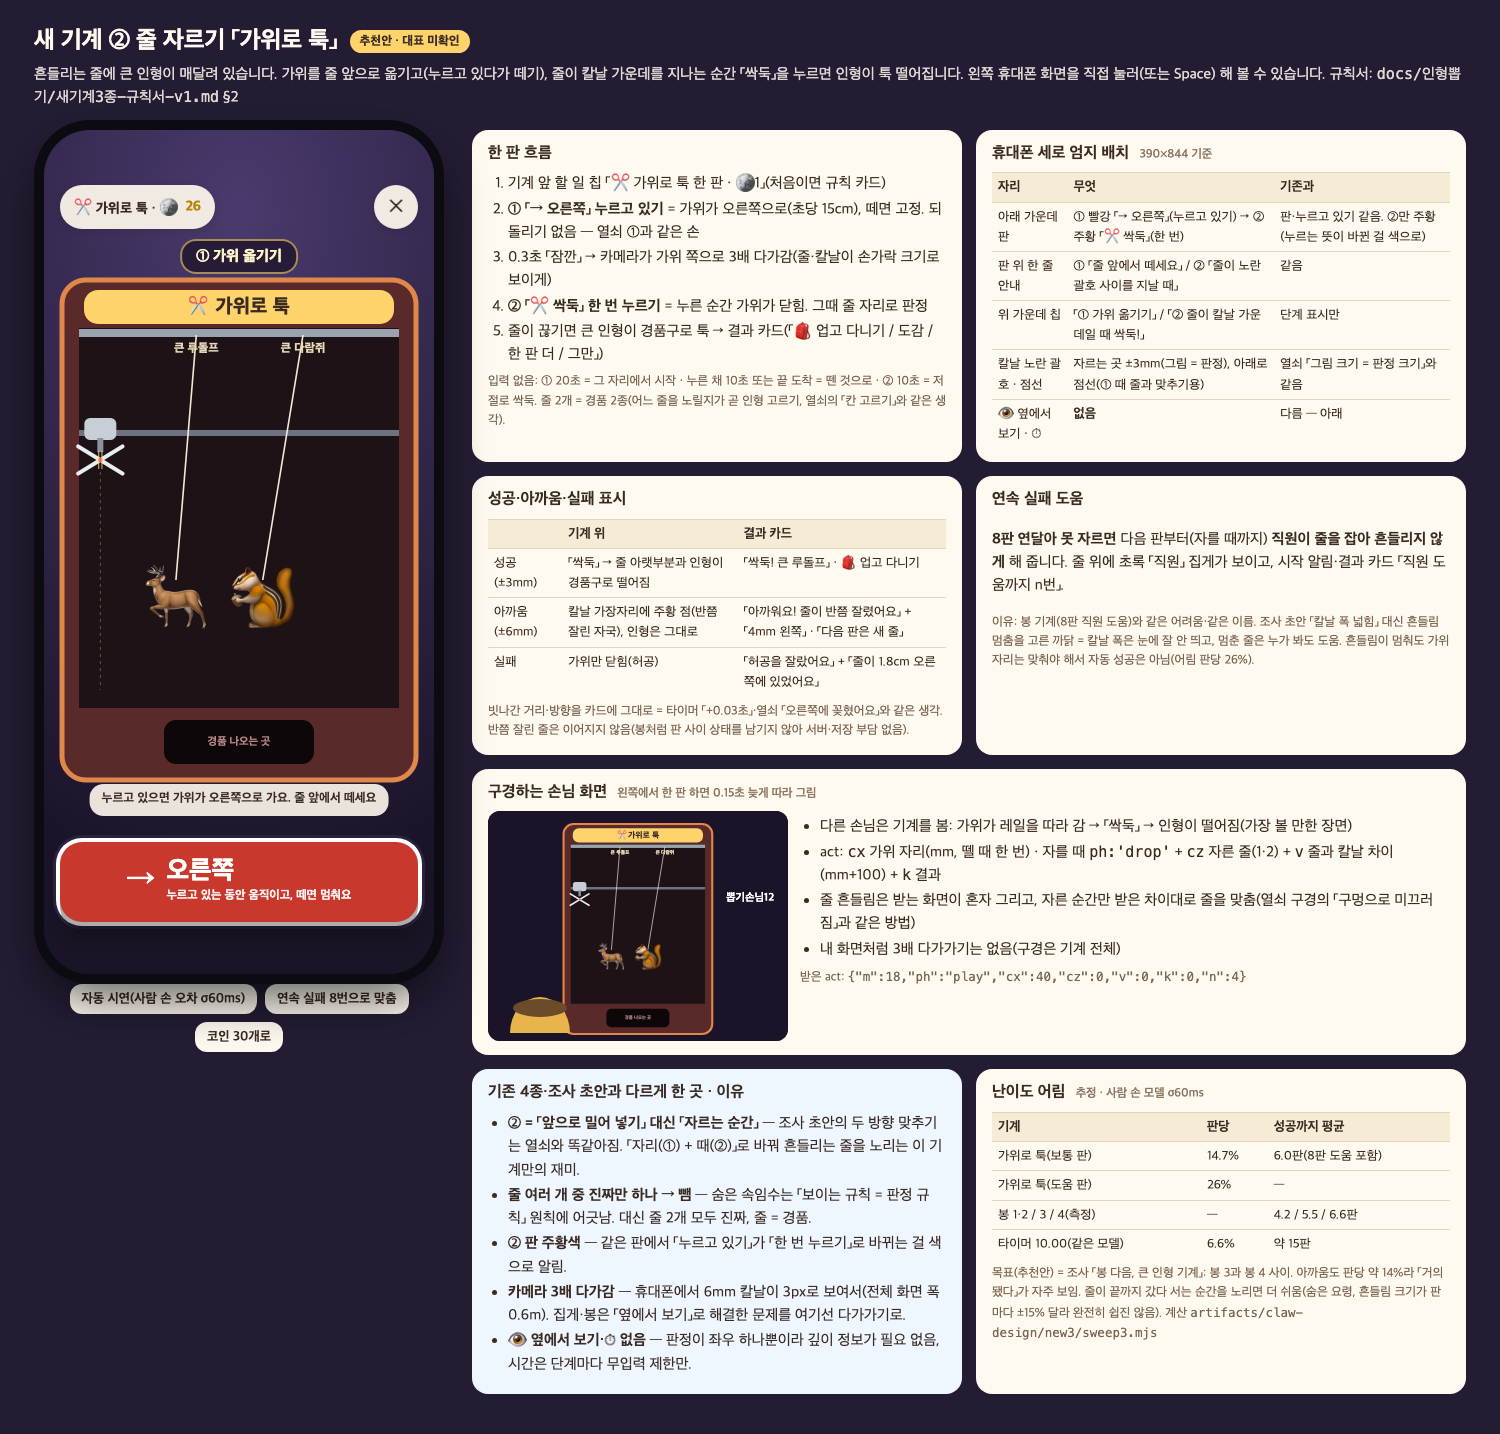 새 기계 ② 줄 자르기 「가위로 툭」 추천안 · 대표 미확인
흔들리는 줄에 큰 인형이 매달려 있습니다. 가위를 줄 앞으로 옮기고(누르고 있다가 떼기), 줄이 칼날 가운데를 지나는 순간 「싹둑」을 누르면 인형이 툭 떨어집니다. 왼쪽 휴대폰 화면을 직접 눌러(또는 Space) 해 볼 수 있습니다. 규칙서: docs/인형뽑
기/새기계3종-규칙서-v1.md §2
✂️ 가위로 툭 · 26
✕
① 가위 옮기기
✂️ 가위로 툭
큰 루돌프
큰 다람쥐
경품 나오는 곳
누르고 있으면 가위가 오른쪽으로 가요. 줄 앞에서 떼세요
→ 오른쪽
누르고 있는 동안 움직이고, 떼면 멈춰요
자동 시연(사람 손 오차 σ60ms)
연속 실패 8번으로 맞춤
코인 30개로
한 판 흐름
1. 기계 앞 할 일 칩 「✂️ 가위로 툭 한 판 · 1」(처음이면 규칙 카드)
2. ① 「→ 오른쪽」 누르고 있기 = 가위가 오른쪽으로(초당 15cm), 떼면 고정. 되
돌리기 없음 — 열쇠 ①과 같은 손
3. 0.3초 「잠깐」 → 카메라가 가위 쪽으로 3배 다가감(줄·칼날이 손가락 크기로
보이게)
4. ② 「✂️ 싹둑」 한 번 누르기 = 누른 순간 가위가 닫힘. 그때 줄 자리로 판정
5. 줄이 끊기면 큰 인형이 경품구로 툭 → 결과 카드(「🎒 업고 다니기 / 도감 /
한 판 더 / 그만」)
입력 없음: ① 20초 = 그 자리에서 시작 · 누른 채 10초 또는 끝 도착 = 뗀 것으로 · ② 10초 = 저
절로 싹둑. 줄 2개 = 경품 2종(어느 줄을 노릴지가 곧 인형 고르기, 열쇠의 「칸 고르기」와 같은 생
각).
휴대폰 세로 엄지 배치 390×844 기준
자리 무엇 기존과
아래 가운데
판
① 빨강 「→ 오른쪽」(누르고 있기) → ②
주황 「✂️ 싹둑」(한 번)
판·누르고 있기 같음. ②만 주황
(누르는 뜻이 바뀐 걸 색으로)
판 위 한 줄
안내
① 「줄 앞에서 떼세요」 / ② 「줄이 노란
괄호 사이를 지날 때」
같음
위 가운데 칩
「① 가위 옮기기」 / 「② 줄이 칼날 가운
데일 때 싹둑!」
단계 표시만
칼날 노란 괄
호 · 점선
자르는 곳 ±3mm(그림 = 판정), 아래로
점선(① 때 줄과 맞추기용)
열쇠 「그림 크기 = 판정 크기」와
같음
👁️ 옆에서
보기 · ⏱
없음
다름 — 아래
성공·아까움·실패 표시
기계 위 결과 카드
성공
(±3mm)
「싹둑」 → 줄 아랫부분과 인형이
경품구로 떨어짐
「싹둑! 큰 루돌프」 · 🎒 업고 다니기
아까움
(±6mm)
칼날 가장자리에 주황 점(반쯤
잘린 자국), 인형은 그대로
「아까워요! 줄이 반쯤 잘렸어요」 +
「4mm 왼쪽」 · 「다음 판은 새 줄」
실패
가위만 닫힘(허공)
「허공을 잘랐어요」 + 「줄이 1.8cm 오른
쪽에 있었어요」
빗나간 거리·방향을 카드에 그대로 = 타이머 「+0.03초」·열쇠 「오른쪽에 꽂혔어요」와 같은 생각.
반쯤 잘린 줄은 이어지지 않음(봉처럼 판 사이 상태를 남기지 않아 서버·저장 부담 없음).
연속 실패 도움
8판 연달아 못 자르면 다음 판부터(자를 때까지) 직원이 줄을 잡아 흔들리지 않
게 해 줍니다. 줄 위에 초록 「직원」 집게가 보이고, 시작 알림·결과 카드 「직원 도
움까지 n번」.
이유: 봉 기계(8판 직원 도움)와 같은 어려움·같은 이름. 조사 초안 「칼날 폭 넓힘」 대신 흔들림
멈춤을 고른 까닭 = 칼날 폭은 눈에 잘 안 띄고, 멈춘 줄은 누가 봐도 도움. 흔들림이 멈춰도 가위
자리는 맞춰야 해서 자동 성공은 아님(어림 판당 26%).
구경하는 손님 화면 왼쪽에서 한 판 하면 0.15초 늦게 따라 그림
✂️ 가위로 툭
큰 루돌프
큰 다람쥐
경품 나오는 곳
뽑기손님12
• 다른 손님은 기계를 봄: 가위가 레일을 따라 감 → 「싹둑」 → 인형이 떨어짐(가장 볼 만한 장면)
• act: cx 가위 자리(mm, 뗄 때 한 번) · 자를 때 ph:'drop' + cz 자른 줄(1·2) + v 줄과 칼날 차이
(mm+100) + k 결과
• 줄 흔들림은 받는 화면이 혼자 그리고, 자른 순간만 받은 차이대로 줄을 맞춤(열쇠 구경의 「구멍으로 미끄러
짐」과 같은 방법)
• 내 화면처럼 3배 다가가기는 없음(구경은 기계 전체)
받은 act: {"m":18,"ph":"play","cx":40,"cz":0,"v":0,"k":0,"n":4}
기존 4종·조사 초안과 다르게 한 곳 · 이유
• ② = 「앞으로 밀어 넣기」 대신 「자르는 순간」 — 조사 초안의 두 방향 맞추기
는 열쇠와 똑같아짐. 「자리(①) + 때(②)」로 바꿔 흔들리는 줄을 노리는 이 기
계만의 재미.
• 줄 여러 개 중 진짜만 하나 → 뺌 — 숨은 속임수는 「보이는 규칙 = 판정 규
칙」 원칙에 어긋남. 대신 줄 2개 모두 진짜, 줄 = 경품.
• ② 판 주황색 — 같은 판에서 「누르고 있기」가 「한 번 누르기」로 바뀌는 걸 색
으로 알림.
• 카메라 3배 다가감 — 휴대폰에서 6mm 칼날이 3px로 보여서(전체 화면 폭
0.6m). 집게·봉은 「옆에서 보기」로 해결한 문제를 여기선 다가가기로.
• 👁️ 옆에서 보기·⏱ 없음 — 판정이 좌우 하나뿐이라 깊이 정보가 필요 없음,
시간은 단계마다 무입력 제한만.
난이도 어림 추정 · 사람 손 모델 σ60ms
기계 판당 성공까지 평균
가위로 툭(보통 판) 14.7% 6.0판(8판 도움 포함)
가위로 툭(도움 판) 26% —
봉 1·2 / 3 / 4(측정) — 4.2 / 5.5 / 6.6판
타이머 10.00(같은 모델) 6.6% 약 15판
목표(추천안) = 조사 「봉 다음, 큰 인형 기계」: 봉 3과 봉 4 사이. 아까움도 판당 약 14%라 「거의
됐다」가 자주 보임. 줄이 끝까지 갔다 서는 순간을 노리면 더 쉬움(숨은 요령, 흔들림 크기가 판
마다 ±15% 달라 완전히 쉽진 않음). 계산 artifacts/claw-
design/new3/sweep3.mjs